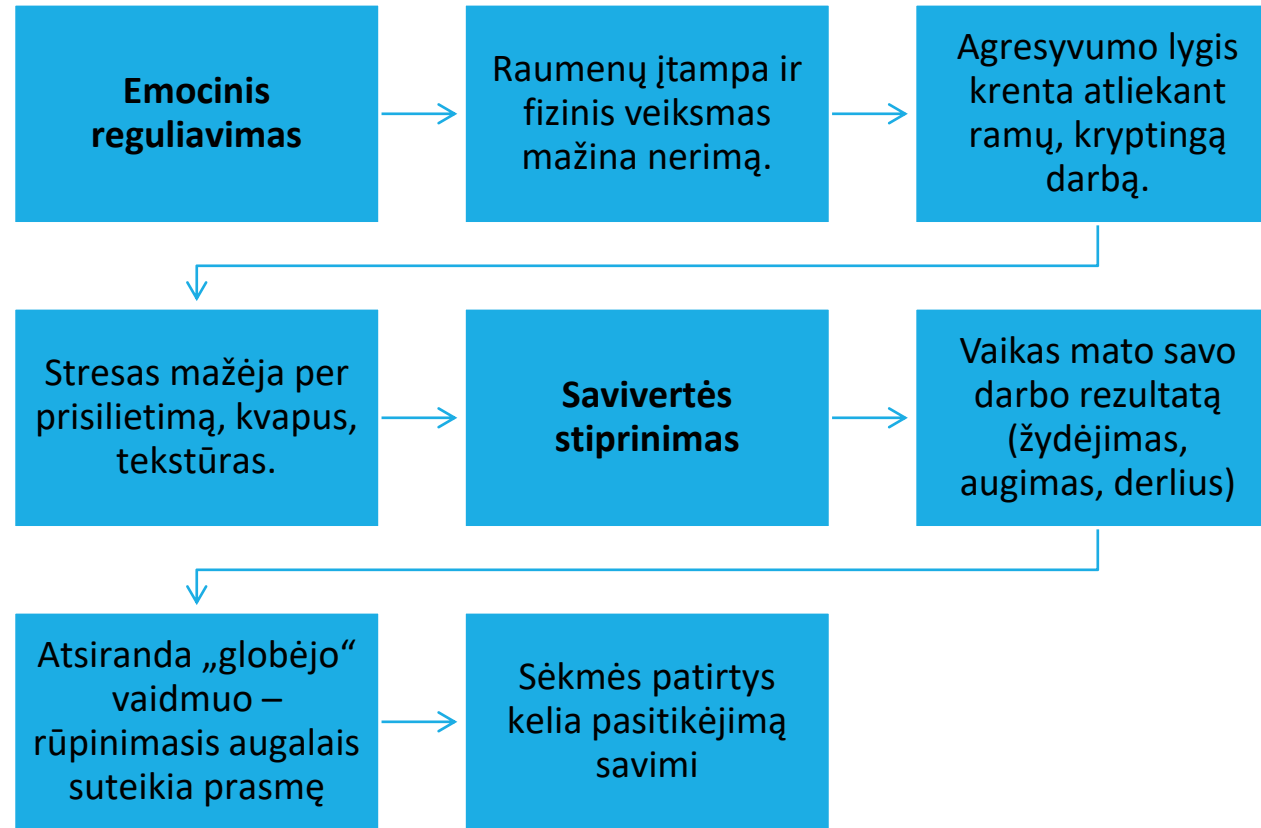 Emocinis
reguliavimas
Raumenų įtampa ir
fizinis veiksmas
mažina nerimą.
Agresyvumo lygis
krenta atliekant
ramų, kryptingą
darbą.
Stresas mažėja per
prisilietimą, kvapus,
tekstūras.
Savivertės
stiprinimas
Vaikas mato savo
darbo rezultatą
(žydėjimas,
augimas, derlius)
Atsiranda „globėjo“
vaidmuo –
rūpinimasis augalais
suteikia prasmę
Sėkmės patirtys
kelia pasitikėjimą
savimi